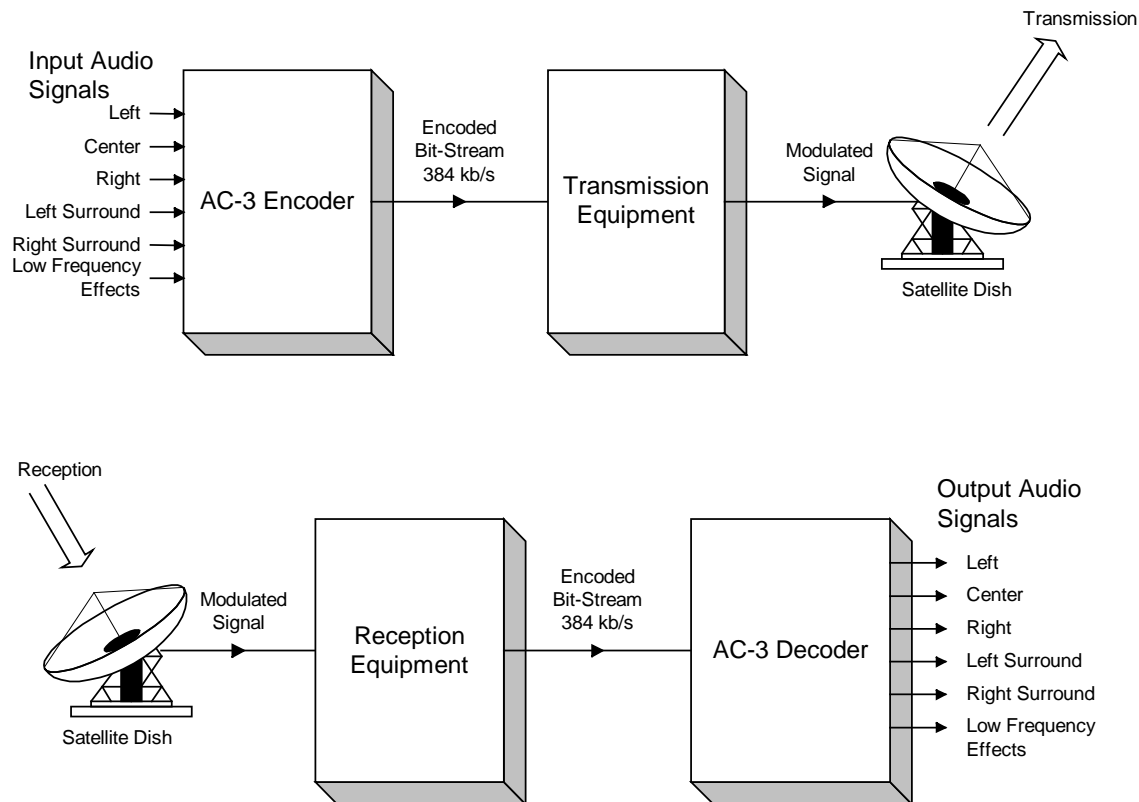 Transmission
Input Audio
Signals
Left
Center
Right
Left Surround
Right Surround
Low Frequency
Effects
AC-3 Encoder
Encoded
Bit-Stream
384 kb/s
Transmission
Equipment
Modulated
Signal
Satellite Dish
Reception
Satellite Dish
Modulated
Signal
Reception
Equipment
Encoded
Bit-Stream
384 kb/s
AC-3 Decoder
Output Audio
Signals
Left
Center
Right
Left Surround
Right Surround
Low Frequency
Effects